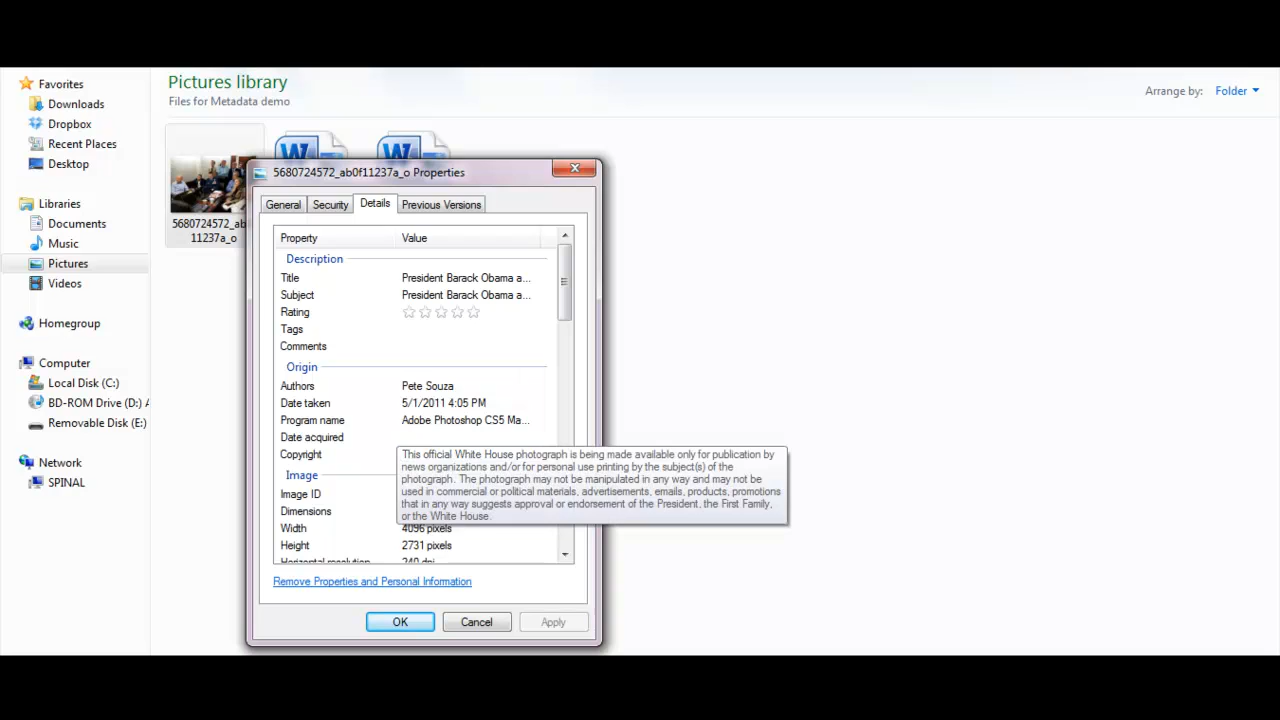 Favorites
Downloads
Dropbox
Recent Places
Desktop
Libraries
Documents
Music
Pictures
Videos
Homegroup
Computer
Local Disk (C:)
BD-ROM Drive (D:) A
Removable Disk (E:)
Network
SPINAL
Pictures library
Files for Metadata demo
Arrange by: Folder
W W
5680724572_ab
11237a_o
5680724572_ab0f11237a_o Properties
General Security Details Previous Versions
Property Value
Description
Title President Barack Obama a...
Subject President Barack Obama a...
Rating
Tags
Comments
Origin
Authors Pete Souza
Date taken 5/1/2011 4:05 PM
Program name Adobe Photoshop CS5 Ma...
Date acquired
Copyright
Image
Image ID
Dimensions
Width 4096 pixels
Height 2731 pixels
Horizontal resolution 240 dpi
This official White House photograph is being made available only for publication by
news organizations and/or for personal use printing by the subject(s) of the
photograph. The photograph may not be manipulated in any way and may not be
used in commercial or political materials, advertisements, emails, products, promotions
that in any way suggests approval or endorsement of the President, the First Family,
or the White House.
Remove Properties and Personal Information
OK Cancel Apply